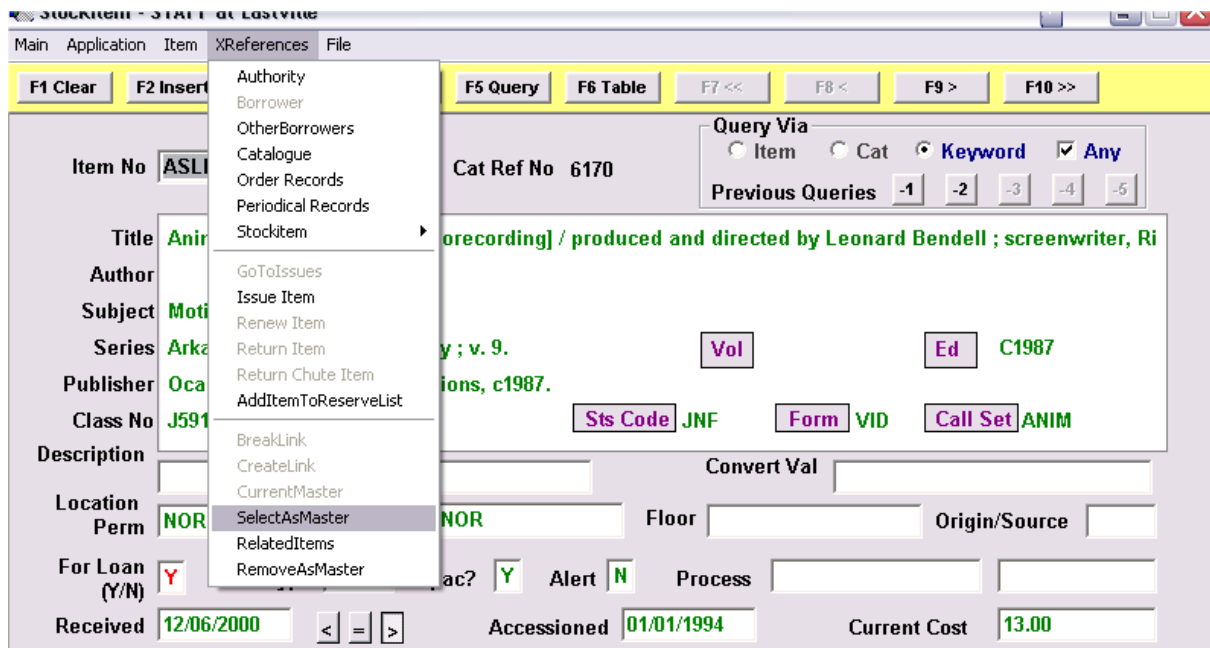 StockItem - STAFF at Eastville
Main Application Item XReferences File
F1 Clear F2 Insert F5 Query F6 Table F7 << F8 < F9 > F10 >>
Authority
Borrower
OtherBorrowers
Catalogue
Order Records
Periodical Records
Stockitem
GoToIssues
Issue Item
Renew Item
Return Item
Return Chute Item
AddItemToReserveList
BreakLink
CreateLink
CurrentMaster
SelectAsMaster
RelatedItems
RemoveAsMaster
Query Via
Item Cat Keyword Any
Previous Queries -1 -2 -3 -4 -5
Item No ASLI Cat Ref No 6170
Title Anir orecording] / produced and directed by Leonard Bendell ; screenwriter, Ri
Author
Subject Moti
Series Arka y ; v. 9. Vol Ed C1987
Publisher Oca ions, c1987.
Class No J591 Sts Code JNF Form VID Call Set ANIM
Description Convert Val
Location
Perm NOR NOR Floor Origin/Source
For Loan
(Y/N) Y ac? Y Alert N Process
Received 12/06/2000 < = > Accessioned 01/01/1994 Current Cost 13.00